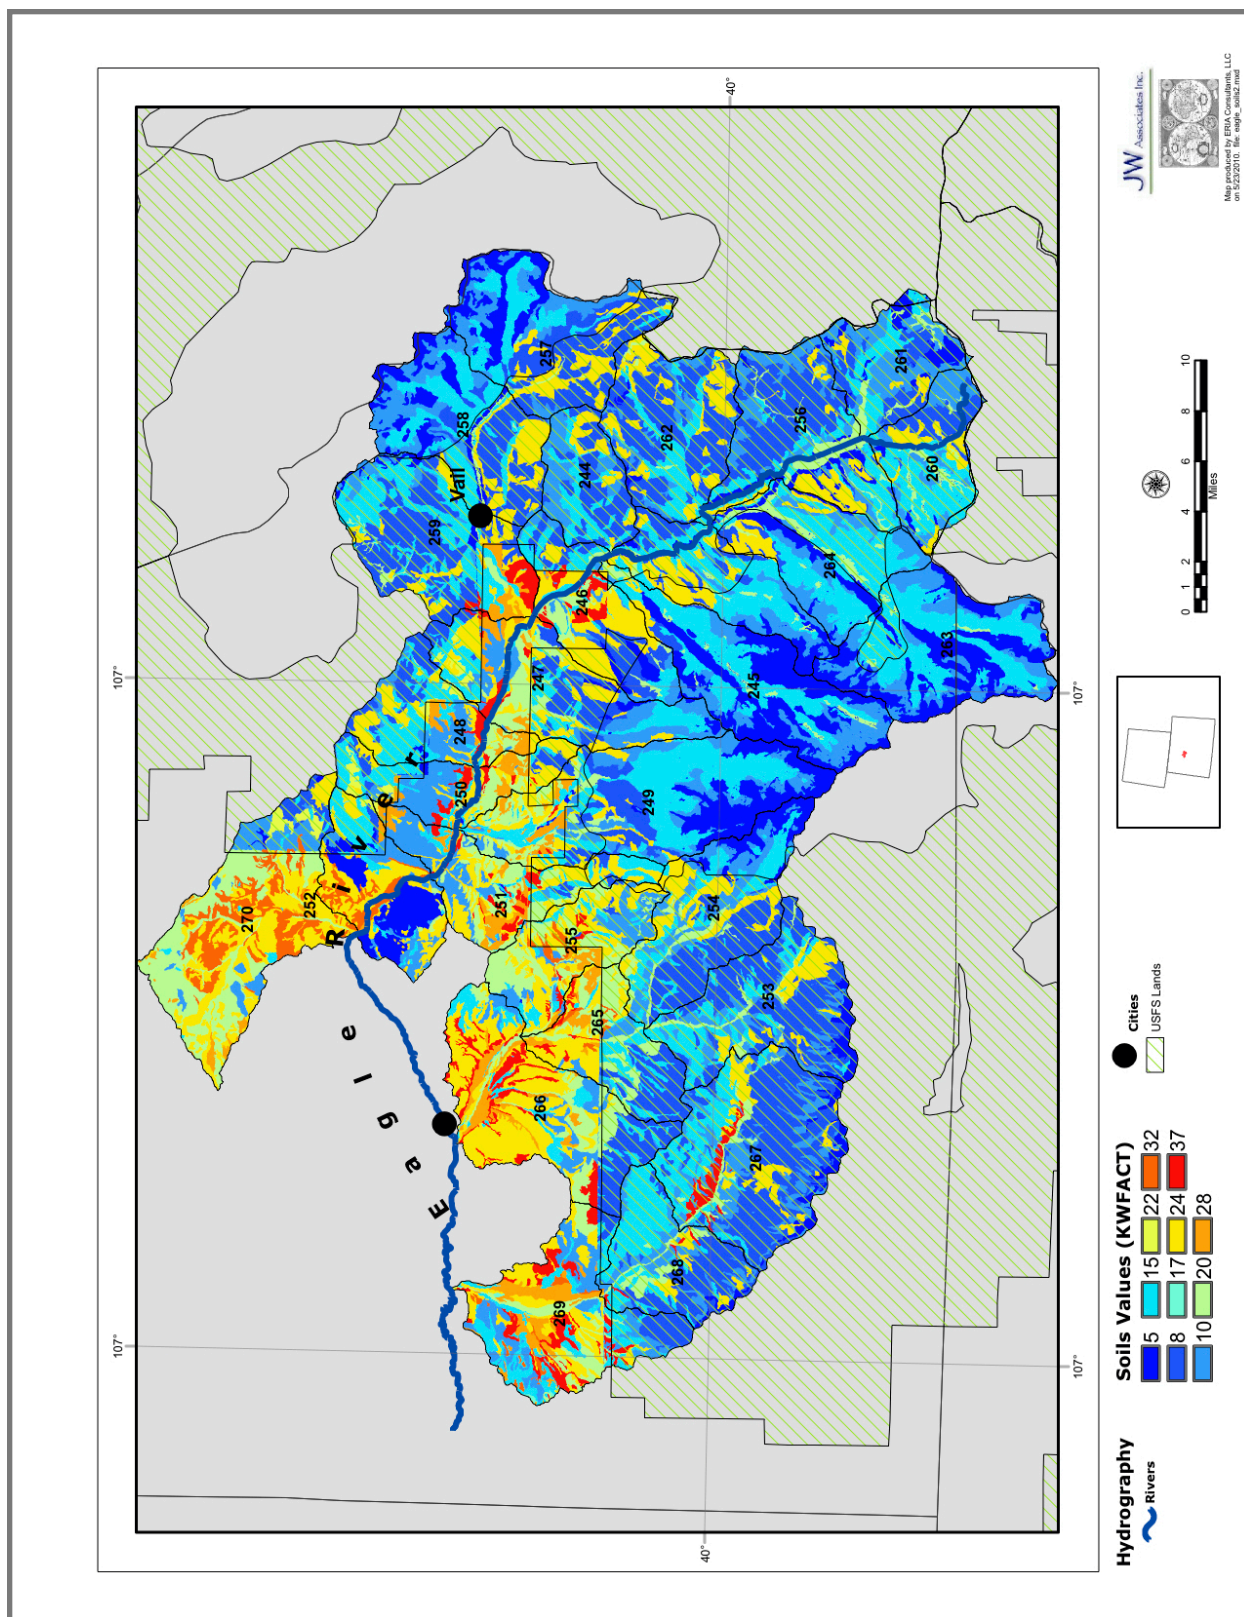 40°
107°
107°
40°
107°
107°
40°
Eagle River
Vail
270
252
251
250
248
247
246
259
258
257
244
262
256
261
260
264
263
245
249
254
255
253
265
266
267
268
269
Hydrography
Rivers
Soils Values (KWFACT)
5 15 22 32
8 17 24 37
10 20 28
Cities
USFS Lands
0 1 2 4 6 8 10
Miles
JW Associates Inc.
Map produced by ERIA Consultants, LLC
on 5/23/2010. file: eagle_soils2.mxd